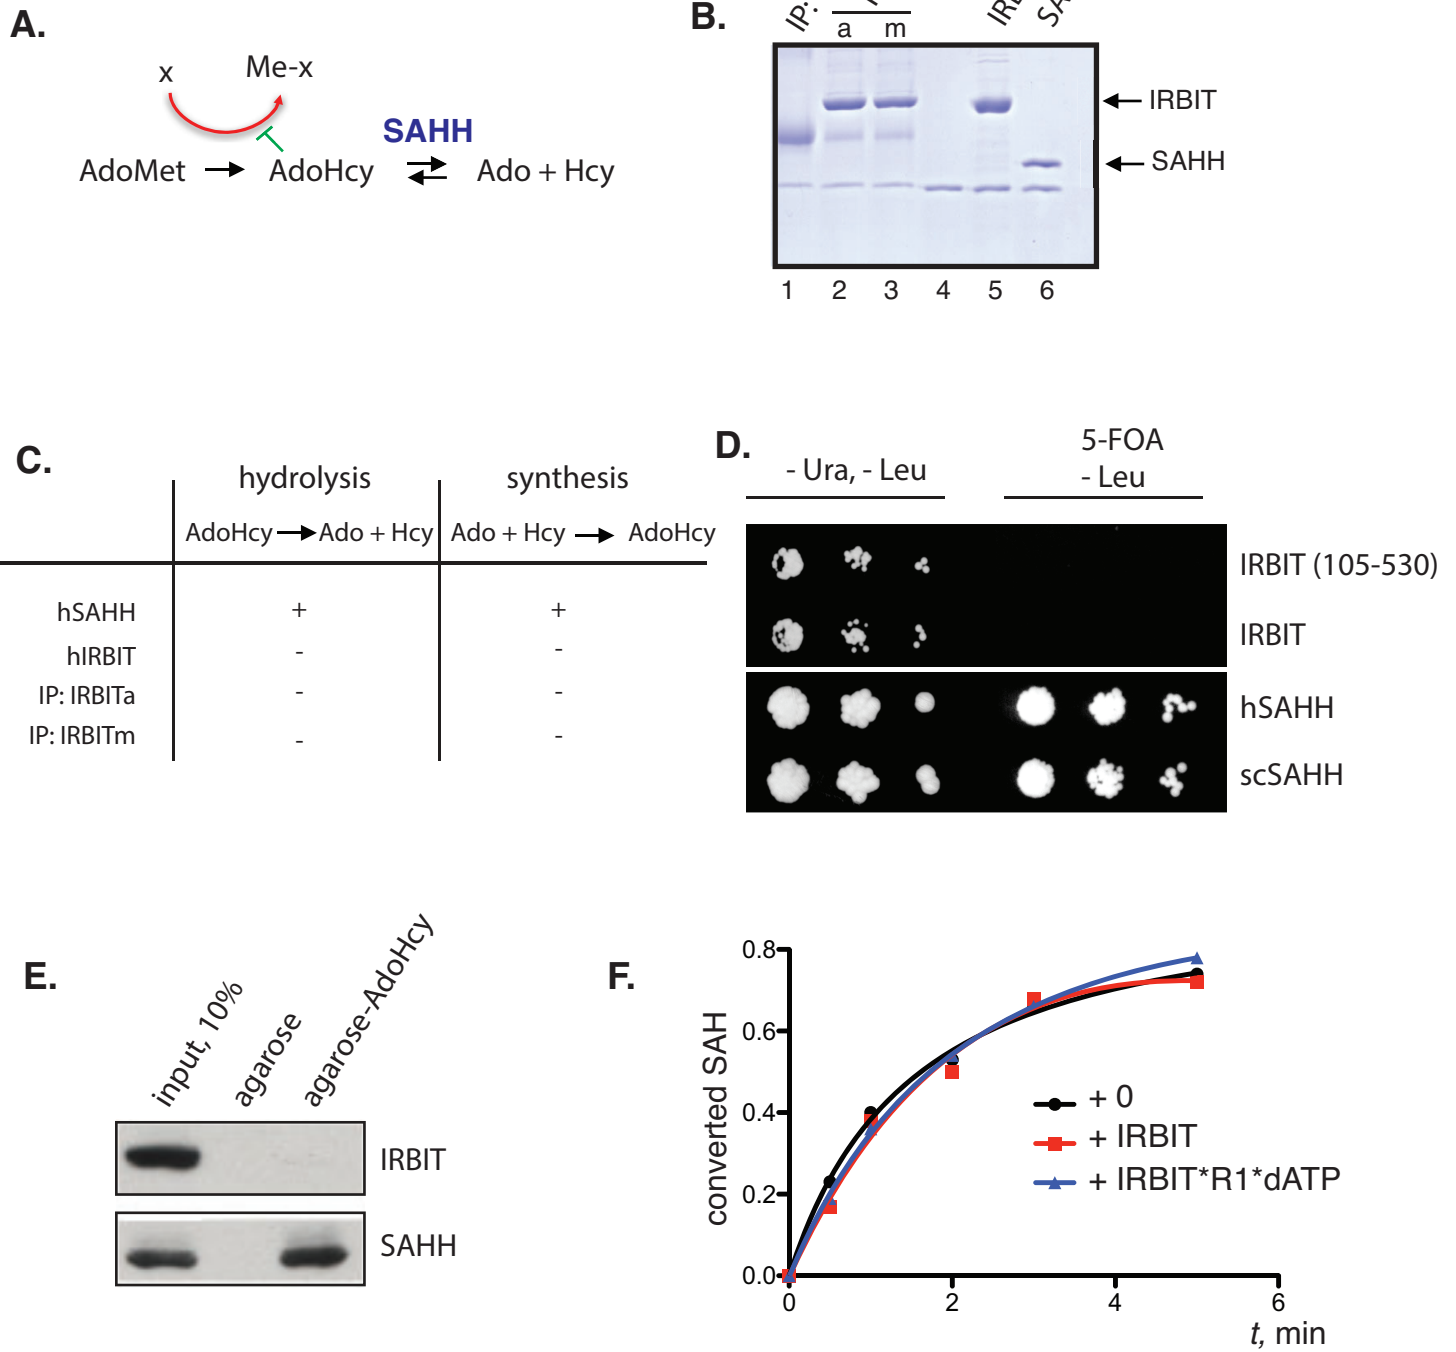 A.
x
Me-x
SAHH
AdoMet
AdoHcy
Ado + Hcy
B.
IP:
a
m
IRBIT
SAHH
1 2 3 4 5 6
C.
hydrolysis
synthesis
AdoHcy Ado + Hcy
Ado + Hcy AdoHcy
hSAHH + +
hIRBIT - -
IP: IRBITa - -
IP: IRBITm - -
D.
- Ura, - Leu
5-FOA
- Leu
IRBIT (105-530)
IRBIT
hSAHH
scSAHH
E.
input, 10%
agarose
agarose-AdoHcy
IRBIT
SAHH
F.
converted SAH
0.8
0.6
0.4
0.2
0.0
0 2 4 6
t, min
+ 0
+ IRBIT
+ IRBIT*R1*dATP